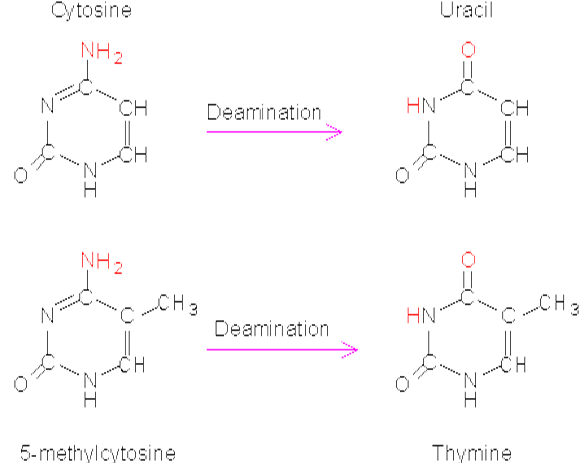 Cytosine Uracil
NH2 O
N C CH HN C CH
Deamination
C CH C CH
O N O N
H H
NH2 O
N C C CH3 HN C C CH3
Deamination
C CH C CH
O N O N
H H
5-methylcytosine Thymine